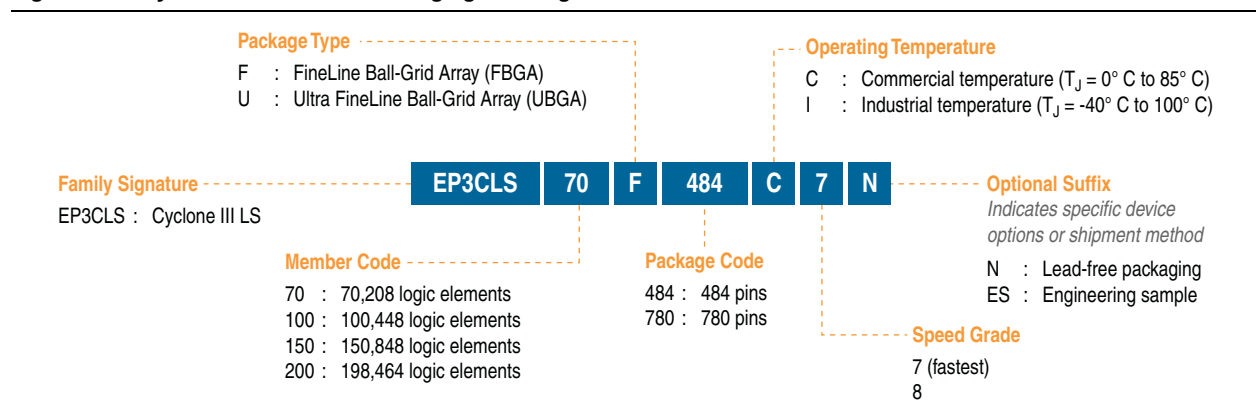 Package Type
F : FineLine Ball-Grid Array (FBGA)
U : Ultra FineLine Ball-Grid Array (UBGA)
Operating Temperature
C : Commercial temperature (TJ = 0° C to 85° C)
I : Industrial temperature (TJ = -40° C to 100° C)
Family Signature
EP3CLS : Cyclone III LS
EP3CLS 70 F 484 C 7 N
Optional Suffix
Indicates specific device
options or shipment method
N : Lead-free packaging
ES : Engineering sample
Member Code
70 : 70,208 logic elements
100 : 100,448 logic elements
150 : 150,848 logic elements
200 : 198,464 logic elements
Package Code
484 : 484 pins
780 : 780 pins
Speed Grade
7 (fastest)
8